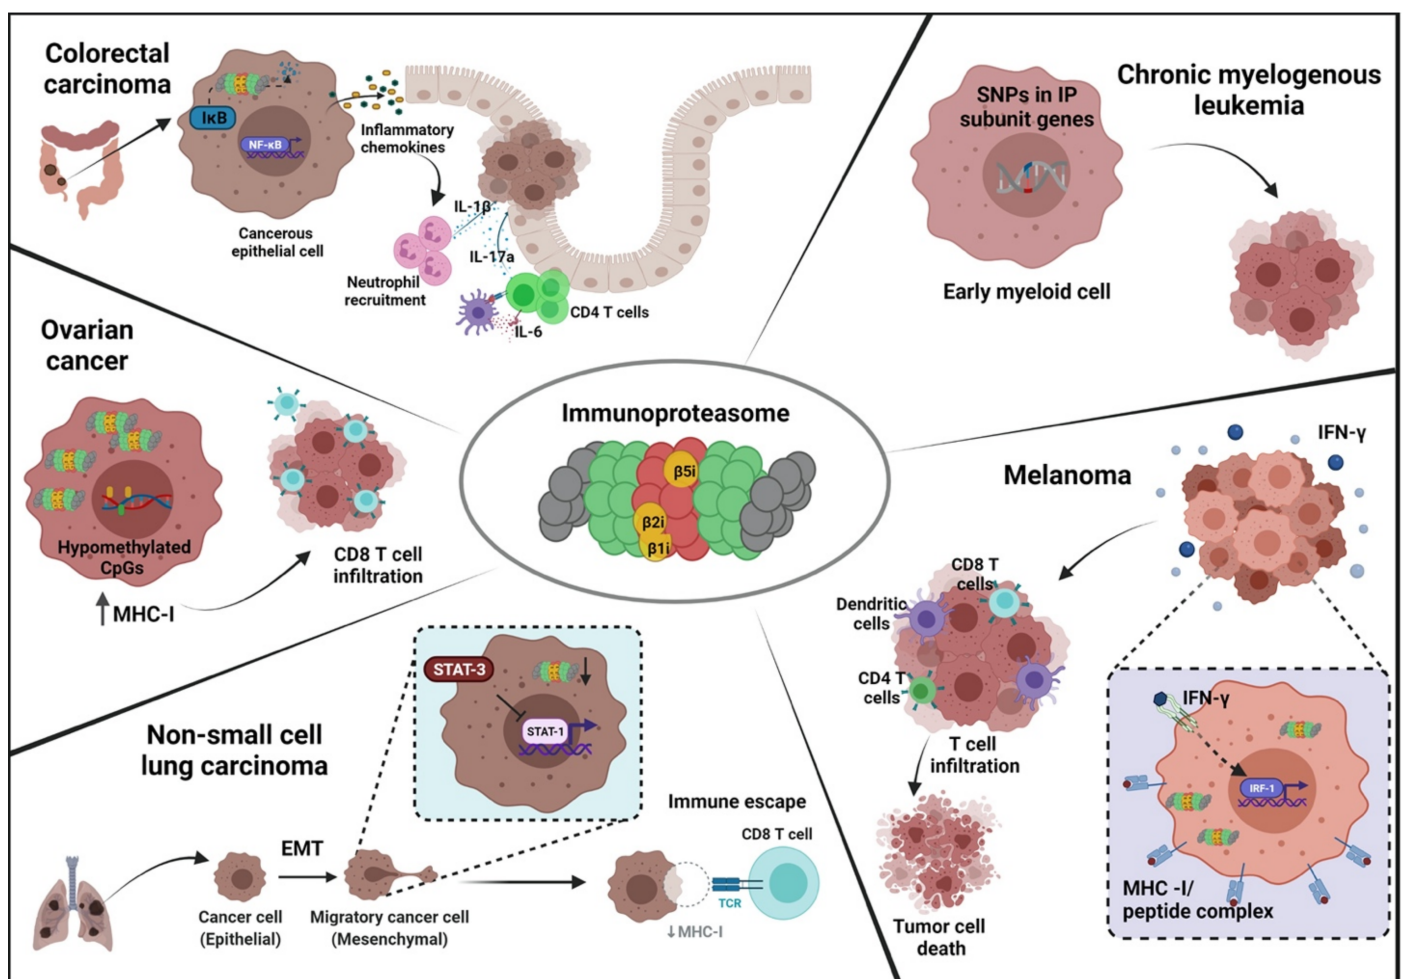 Colorectal
carcinoma
IκB
NF-κB
Cancerous
epithelial cell
Inflammatory
chemokines
IL-1β
IL-17a
Neutrophil
recruitment
CD4 T cells
IL-6
Chronic myelogenous
leukemia
SNPs in IP
subunit genes
Early myeloid cell
Ovarian
cancer
Hypomethylated
CpGs
MHC-I
CD8 T cell
infiltration
Immunoproteasome
β5i
β2i
β1i
Melanoma
IFN-γ
CD8 T
cells
Dendritic
cells
CD4 T
cells
T cell
infiltration
Tumor cell
death
IFN-γ
IRF-1
MHC -I/
peptide complex
Non-small cell
lung carcinoma
STAT-3
STAT-1
EMT
Cancer cell
(Epithelial)
Migratory cancer cell
(Mesenchymal)
Immune escape
CD8 T cell
TCR
↓MHC-I